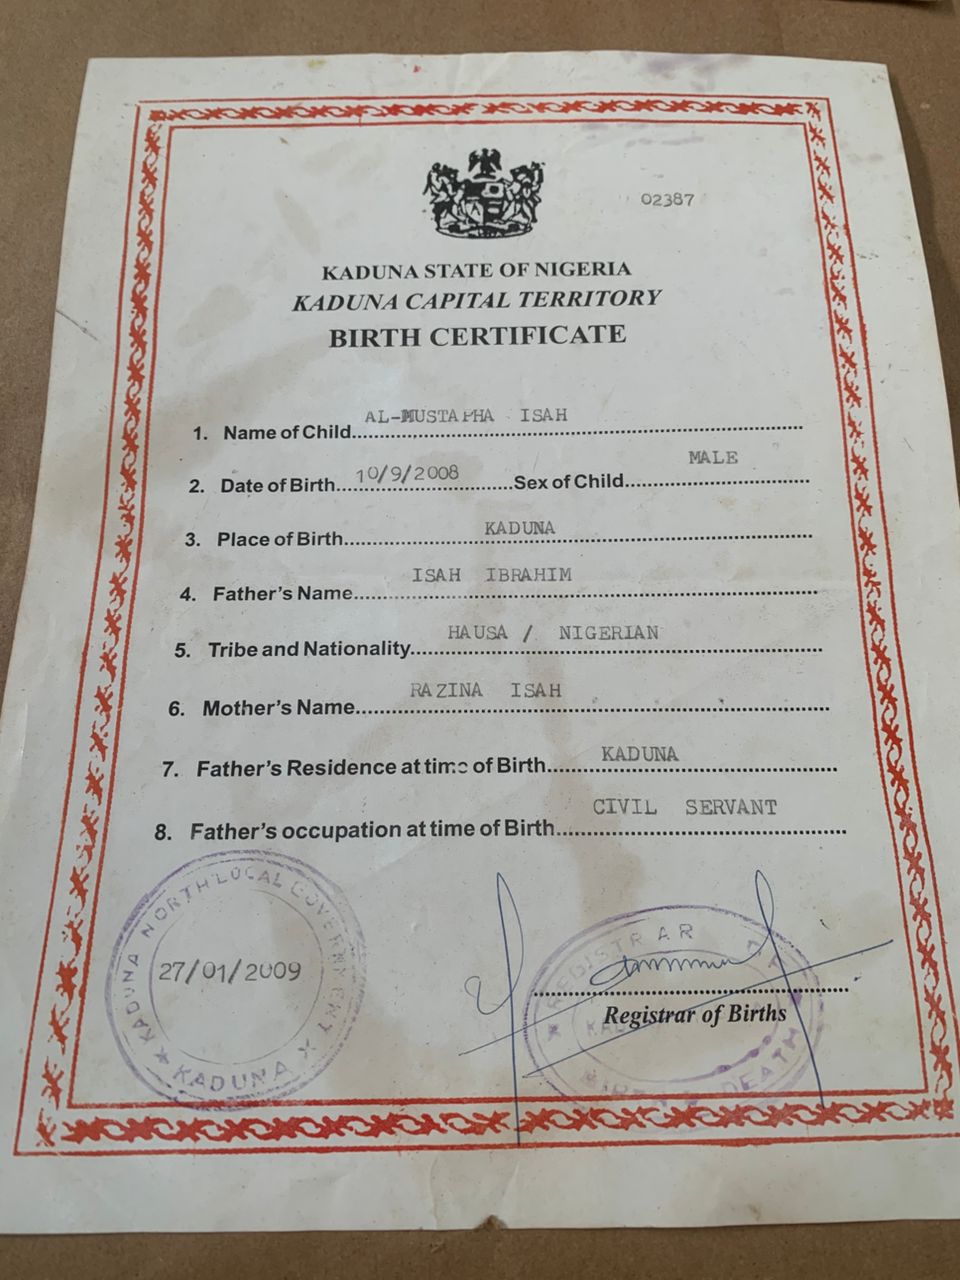 02387
KADUNA STATE OF NIGERIA
KADUNA CAPITAL TERRITORY
BIRTH CERTIFICATE
1. Name of Child AL-MUSTAPHA ISAH
2. Date of Birth 10/9/2008 Sex of Child MALE
3. Place of Birth KADUNA
4. Father's Name ISAH IBRAHIM
5. Tribe and Nationality HAUSA / NIGERIAN
6. Mother's Name RAZINA ISAH
7. Father's Residence at time of Birth KADUNA
8. Father's occupation at time of Birth CIVIL SERVANT
KADUNA NORTH LOCAL GOVERNMENT
27/01/2009
KADUNA
REGISTRAR OF
Registrar of Births
DEATH